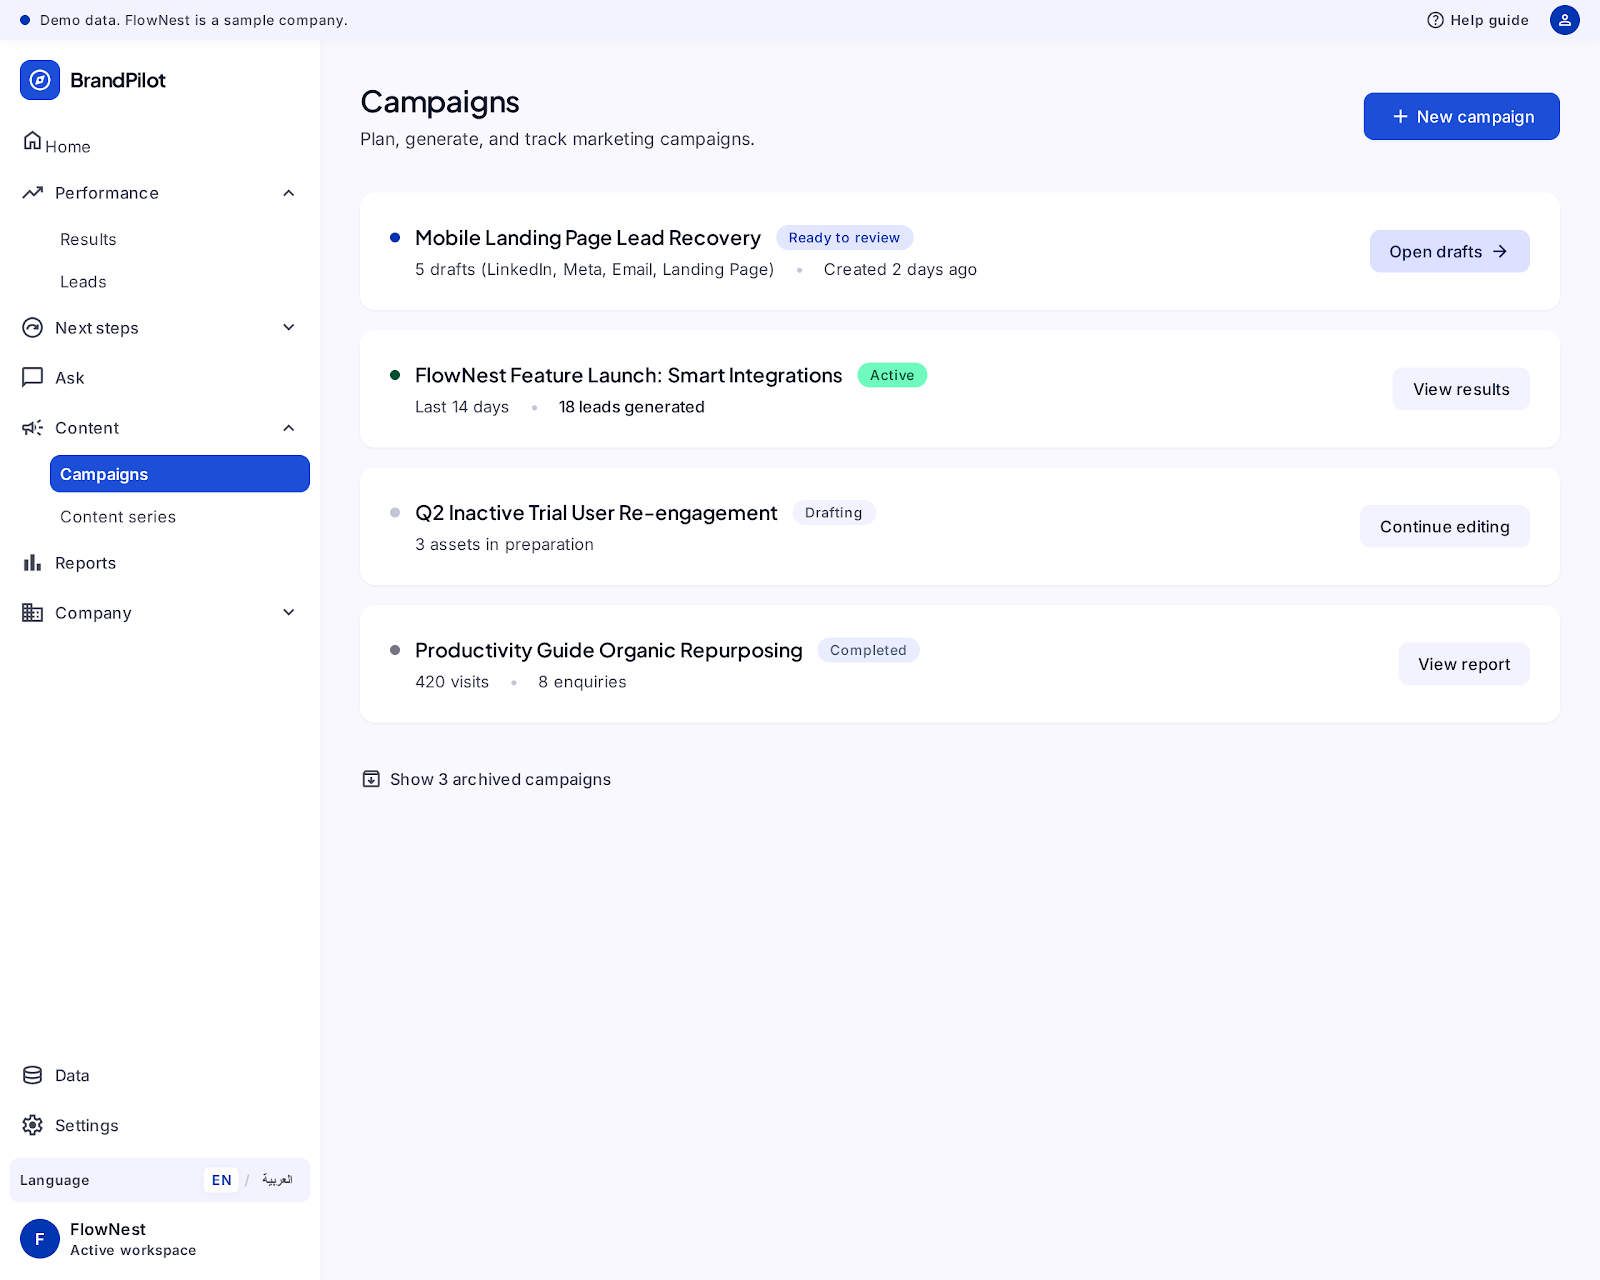 Demo data. FlowNest is a sample company.
Help guide
BrandPilot
Home
Performance
Results
Leads
Next steps
Ask
Content
Campaigns
Content series
Reports
Company
Data
Settings
Language
EN / العربية
F
FlowNest
Active workspace
Campaigns
Plan, generate, and track marketing campaigns.
New campaign
Mobile Landing Page Lead Recovery Ready to review
5 drafts (LinkedIn, Meta, Email, Landing Page) • Created 2 days ago
Open drafts →
FlowNest Feature Launch: Smart Integrations Active
Last 14 days • 18 leads generated
View results
Q2 Inactive Trial User Re-engagement Drafting
3 assets in preparation
Continue editing
Productivity Guide Organic Repurposing Completed
420 visits • 8 enquiries
View report
Show 3 archived campaigns